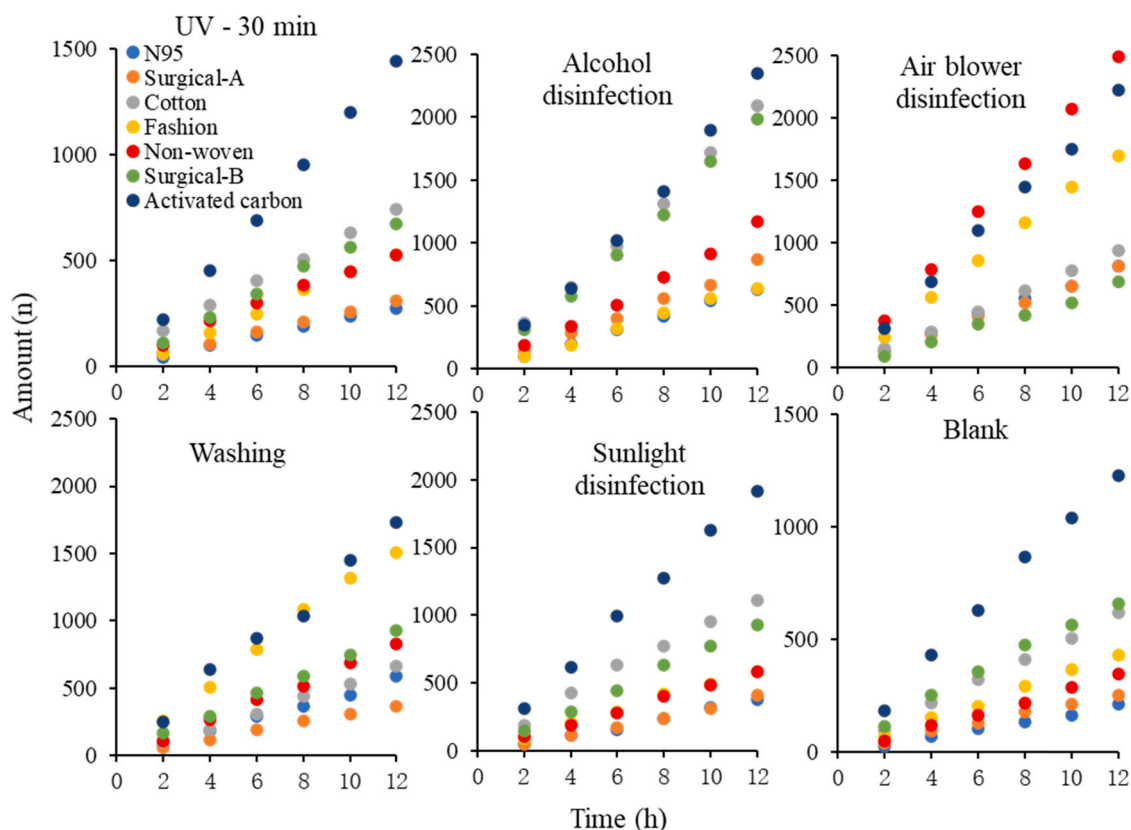 UV - 30 min
1500
1000
500
0
N95
Surgical-A
Cotton
Fashion
Non-woven
Surgical-B
Activated carbon
0 2 4 6 8 10 12
Alcohol
disinfection
2500
2000
1500
1000
500
0
0 2 4 6 8 10 12
Air blower
disinfection
2500
2000
1500
1000
500
0
0 2 4 6 8 10 12
Amount (n)
Washing
2500
2000
1500
1000
500
0
0 2 4 6 8 10 12
Sunlight
disinfection
2500
2000
1500
1000
500
0
0 2 4 6 8 10 12
Blank
1500
1000
500
0
0 2 4 6 8 10 12
Time (h)